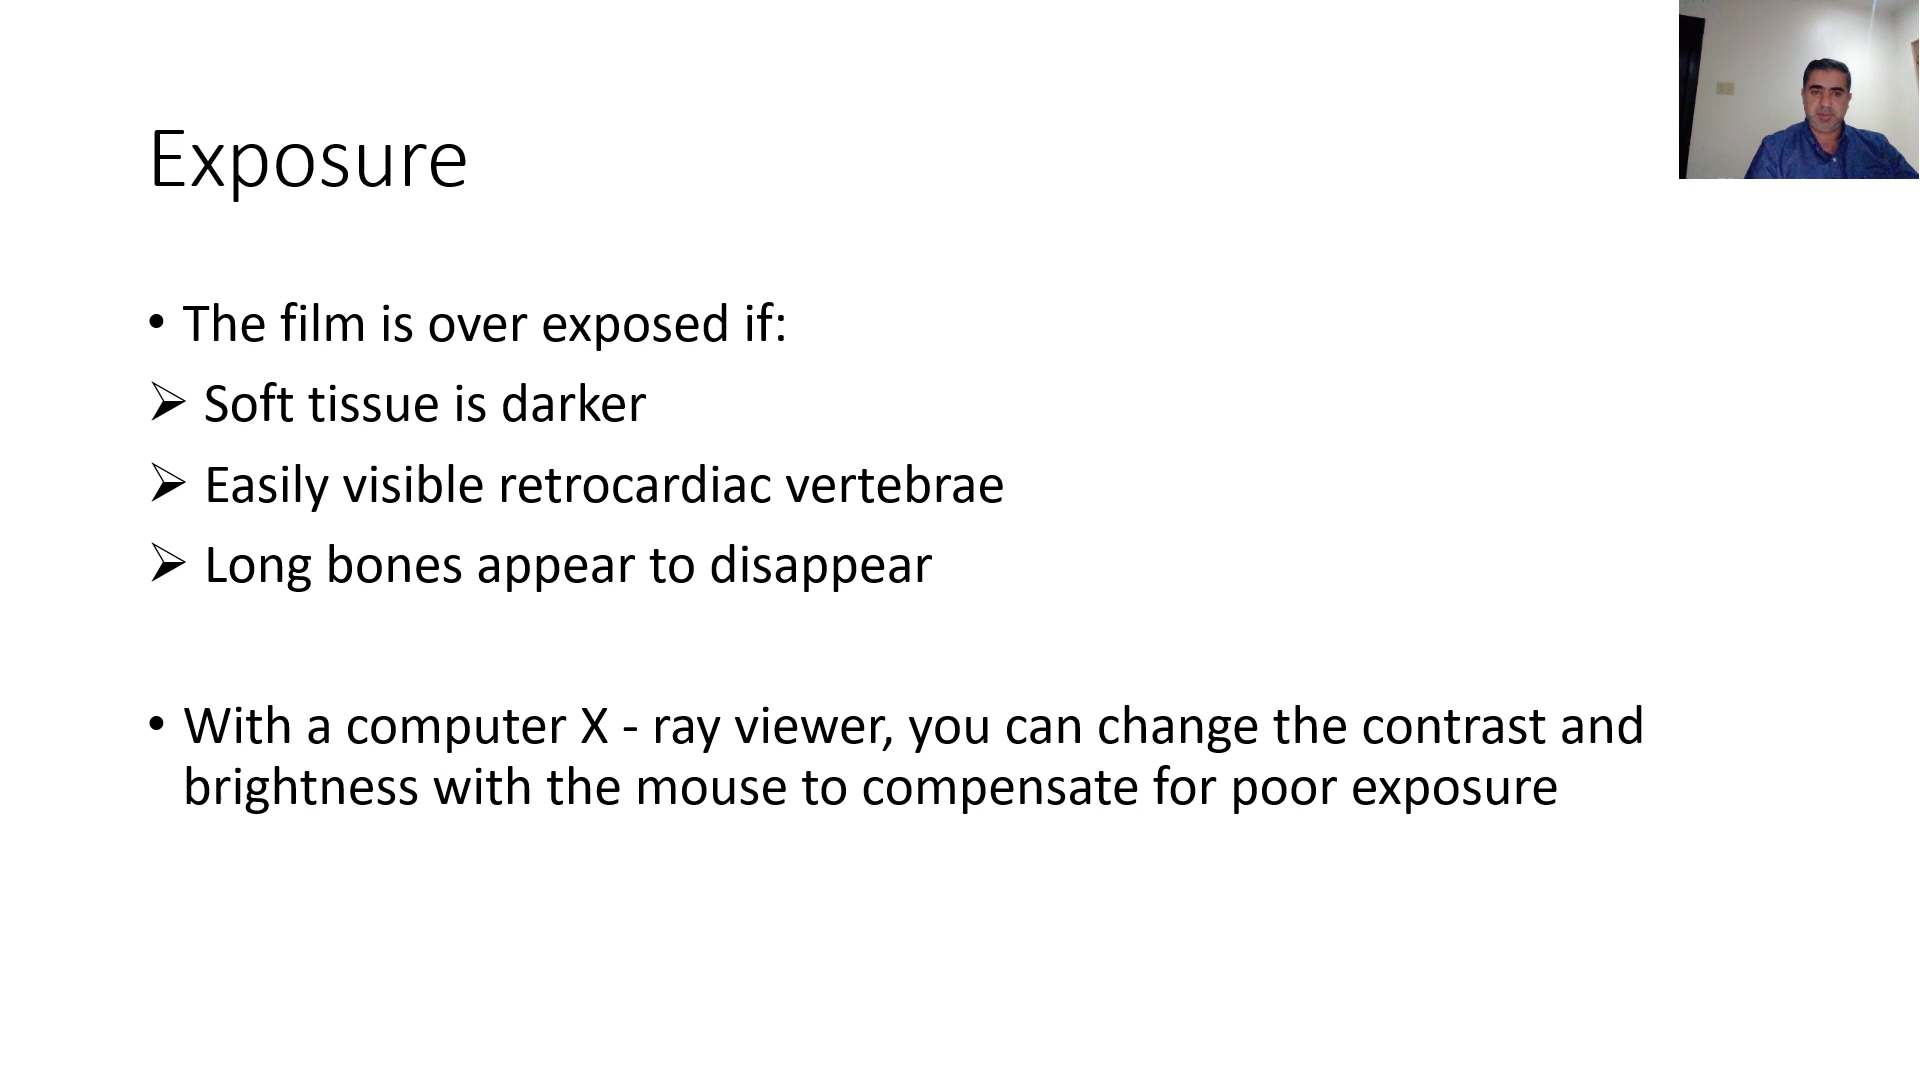 Exposure
• The film is over exposed if:
➢ Soft tissue is darker
➢ Easily visible retrocardiac vertebrae
➢ Long bones appear to disappear
• With a computer X - ray viewer, you can change the contrast and
brightness with the mouse to compensate for poor exposure